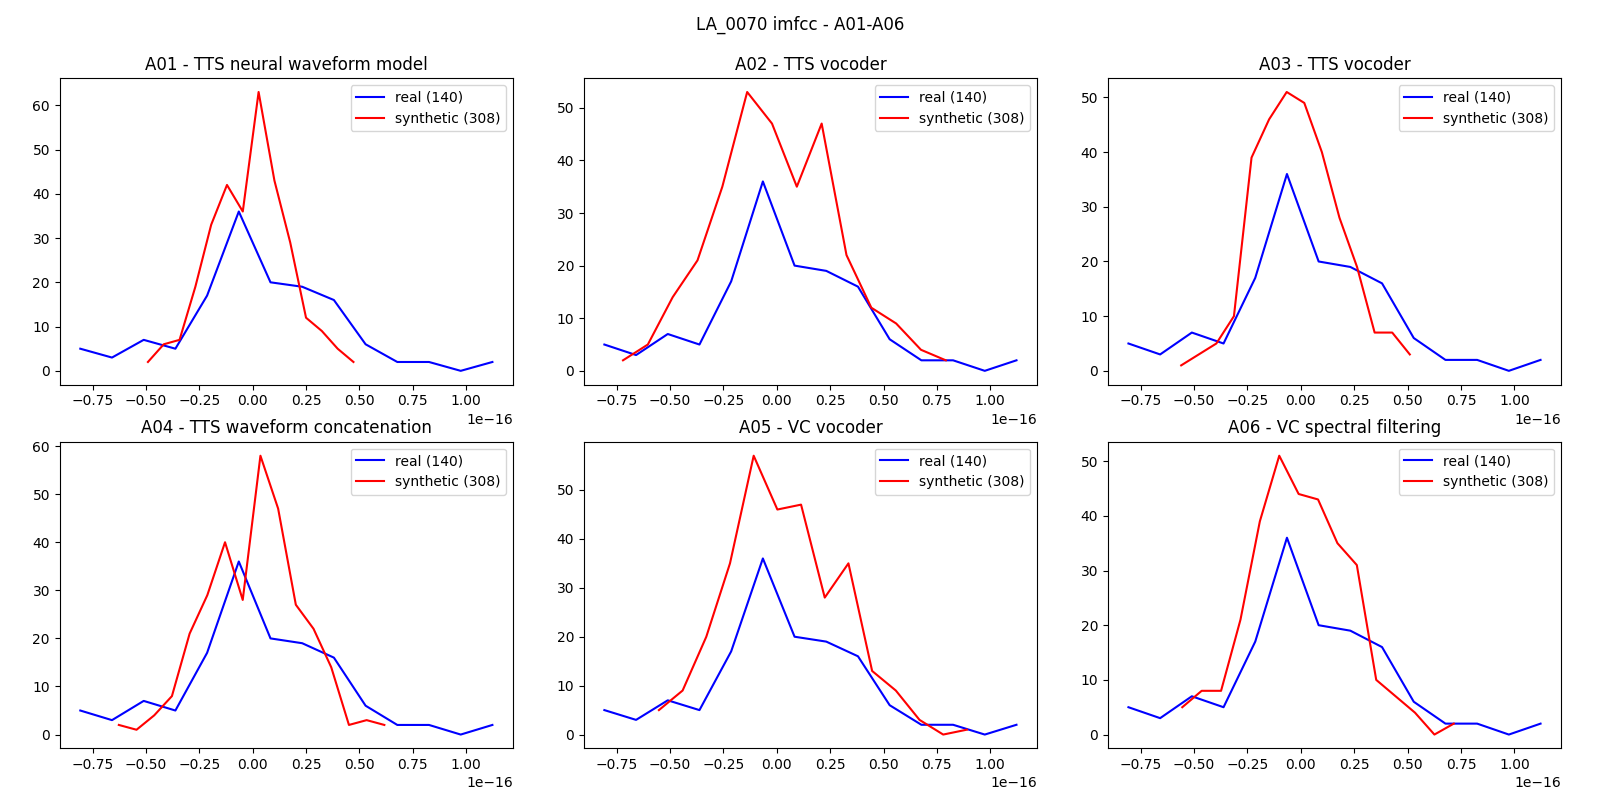 LA_0070 imfcc - A01-A06
A01 - TTS neural waveform model
real (140)
synthetic (308)
60
50
40
30
20
10
0
−0.75 −0.50 −0.25 0.00 0.25 0.50 0.75 1.00
1e−16
A02 - TTS vocoder
real (140)
synthetic (308)
50
40
30
20
10
0
−0.75 −0.50 −0.25 0.00 0.25 0.50 0.75 1.00
1e−16
A03 - TTS vocoder
real (140)
synthetic (308)
50
40
30
20
10
0
−0.75 −0.50 −0.25 0.00 0.25 0.50 0.75 1.00
1e−16
A04 - TTS waveform concatenation
real (140)
synthetic (308)
60
50
40
30
20
10
0
−0.75 −0.50 −0.25 0.00 0.25 0.50 0.75 1.00
1e−16
A05 - VC vocoder
real (140)
synthetic (308)
50
40
30
20
10
0
−0.75 −0.50 −0.25 0.00 0.25 0.50 0.75 1.00
1e−16
A06 - VC spectral filtering
real (140)
synthetic (308)
50
40
30
20
10
0
−0.75 −0.50 −0.25 0.00 0.25 0.50 0.75 1.00
1e−16